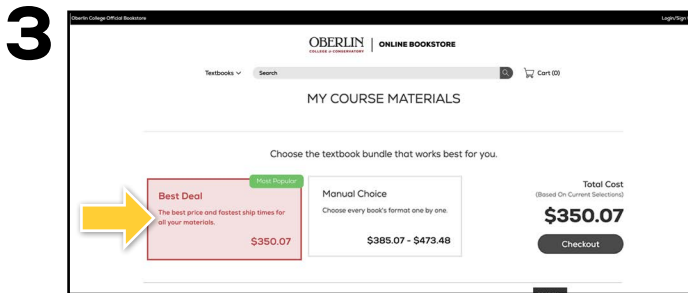 3
Oberlin College Official Bookstore
Login/Sign
OBERLIN
COLLEGE & CONSERVATORY
ONLINE BOOKSTORE
Textbooks
Search
Cart (0)
MY COURSE MATERIALS
Choose the textbook bundle that works best for you.
Most Popular
Best Deal
The best price and fastest ship times for
all your materials.
$350.07
Manual Choice
Choose every book's format one by one.
$385.07 - $473.48
Total Cost
(Based On Current Selections)
$350.07
Checkout